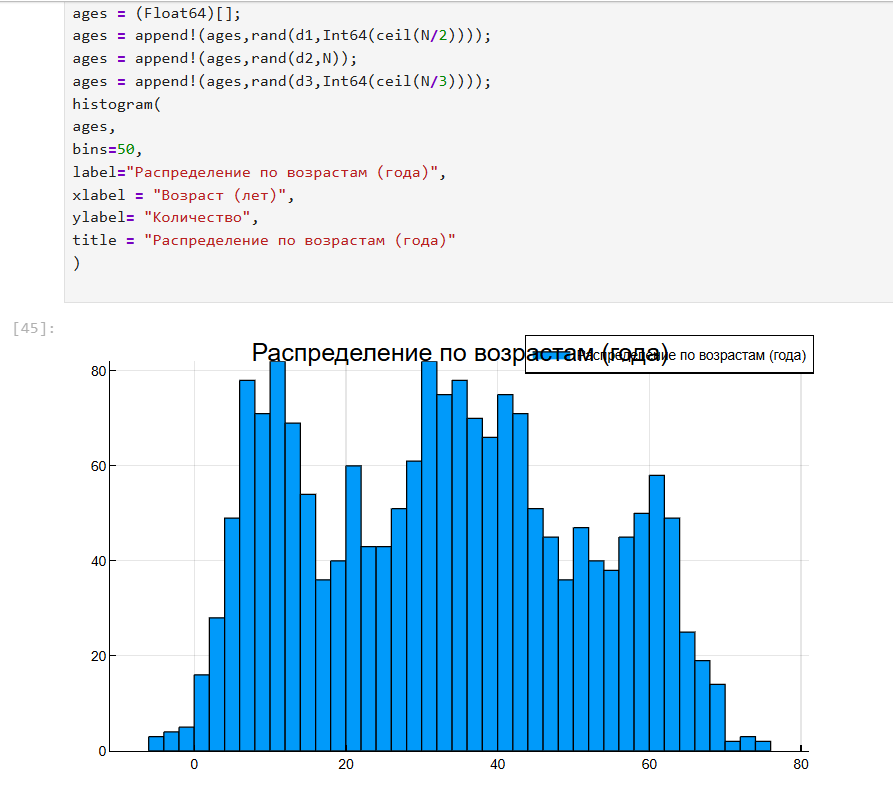 ages = (Float64)[];
ages = append!(ages,rand(d1,Int64(ceil(N/2))));
ages = append!(ages,rand(d2,N));
ages = append!(ages,rand(d3,Int64(ceil(N/3))));
histogram(
ages,
bins=50,
label="Распределение по возрастам (года)",
xlabel = "Возраст (лет)",
ylabel= "Количество",
title = "Распределение по возрастам (года)"
)
[45]:
Распределение по возрастам (года)
Распределение по возрастам (года)
80
60
40
20
0
0 20 40 60 80